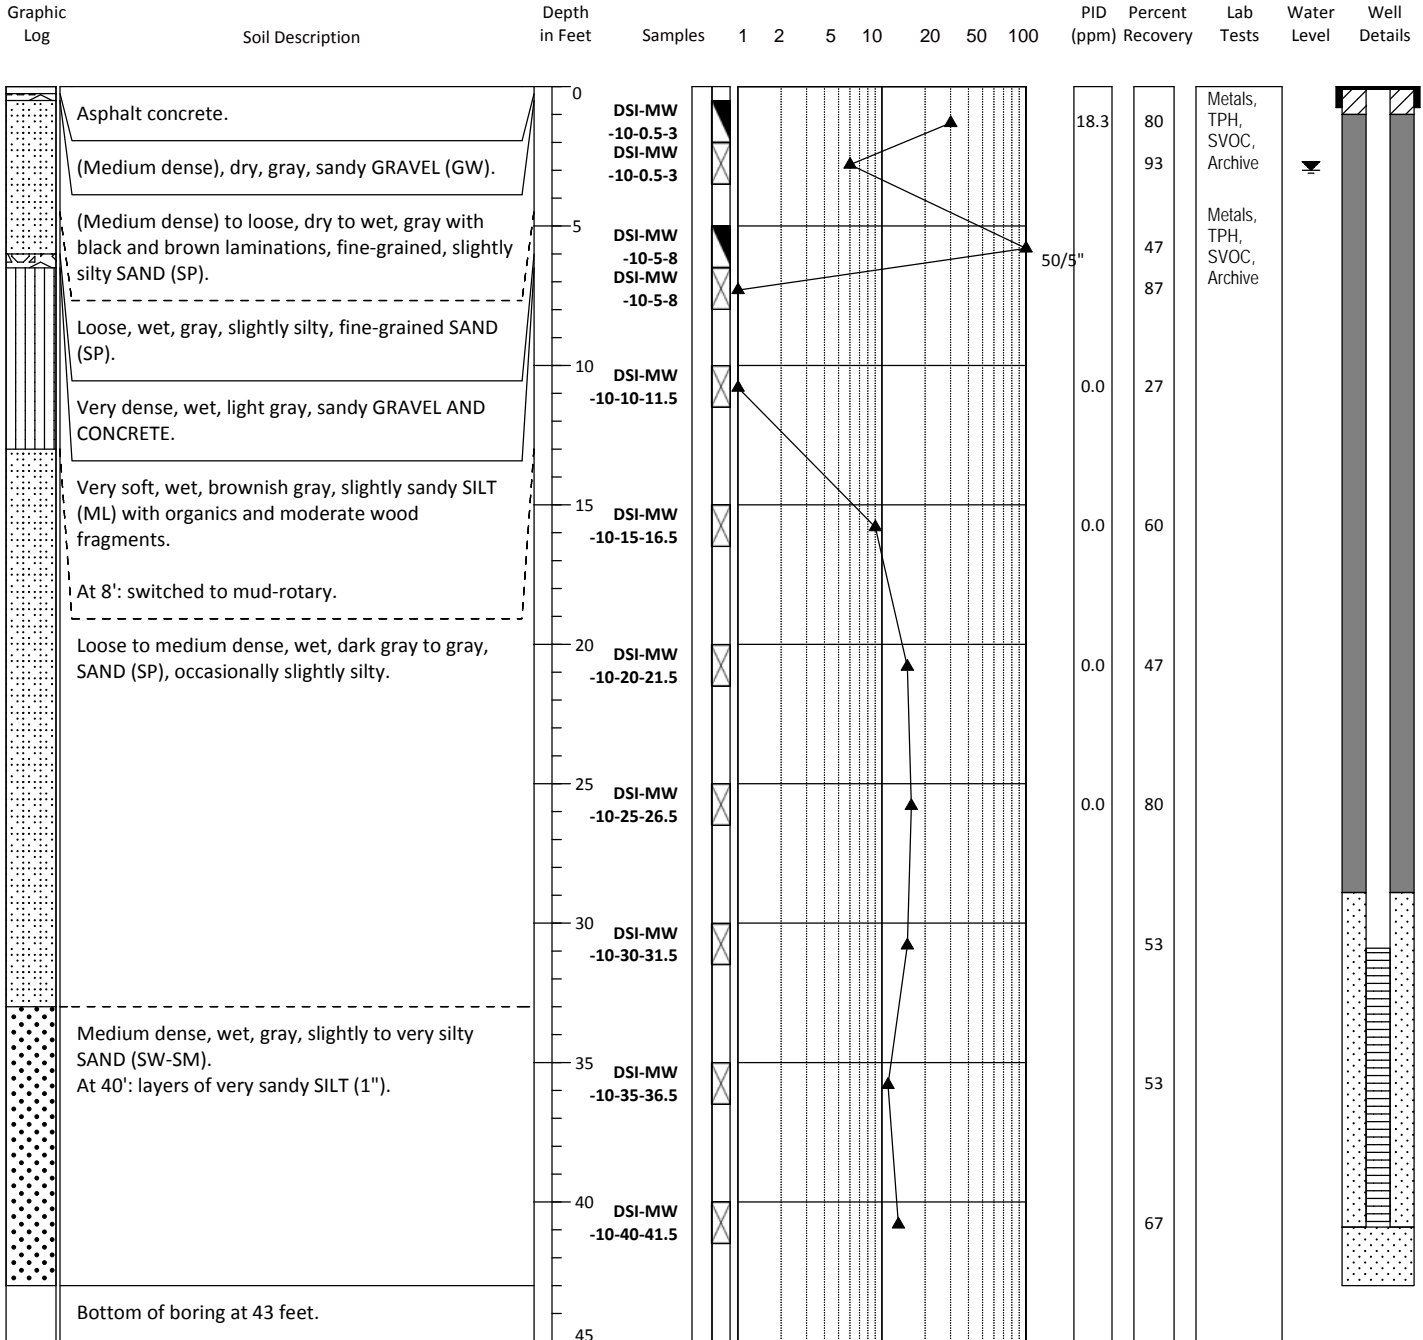 Graphic
Log
Soil Description
Depth
in Feet
Samples
1 2 5 10 20 50 100
PID
(ppm)
Percent
Recovery
Lab
Tests
Water
Level
Well
Details
Asphalt concrete.
(Medium dense), dry, gray, sandy GRAVEL (GW).
(Medium dense) to loose, dry to wet, gray with
black and brown laminations, fine-grained, slightly
silty SAND (SP).
Loose, wet, gray, slightly silty, fine-grained SAND
(SP).
Very dense, wet, light gray, sandy GRAVEL AND
CONCRETE.
Very soft, wet, brownish gray, slightly sandy SILT
(ML) with organics and moderate wood
fragments.
At 8': switched to mud-rotary.
Loose to medium dense, wet, dark gray to gray,
SAND (SP), occasionally slightly silty.
Medium dense, wet, gray, slightly to very silty
SAND (SW-SM).
At 40': layers of very sandy SILT (1").
Bottom of boring at 43 feet.
0
5
10
15
20
25
30
35
40
45
DSI-MW
-10-0.5-3
DSI-MW
-10-0.5-3
DSI-MW
-10-5-8
DSI-MW
-10-5-8
DSI-MW
-10-10-11.5
DSI-MW
-10-15-16.5
DSI-MW
-10-20-21.5
DSI-MW
-10-25-26.5
DSI-MW
-10-30-31.5
DSI-MW
-10-35-36.5
DSI-MW
-10-40-41.5
50/5"
18.3
0.0
0.0
0.0
0.0
80
93
47
87
27
60
47
80
53
53
67
Metals,
TPH,
SVOC,
Archive
Metals,
TPH,
SVOC,
Archive